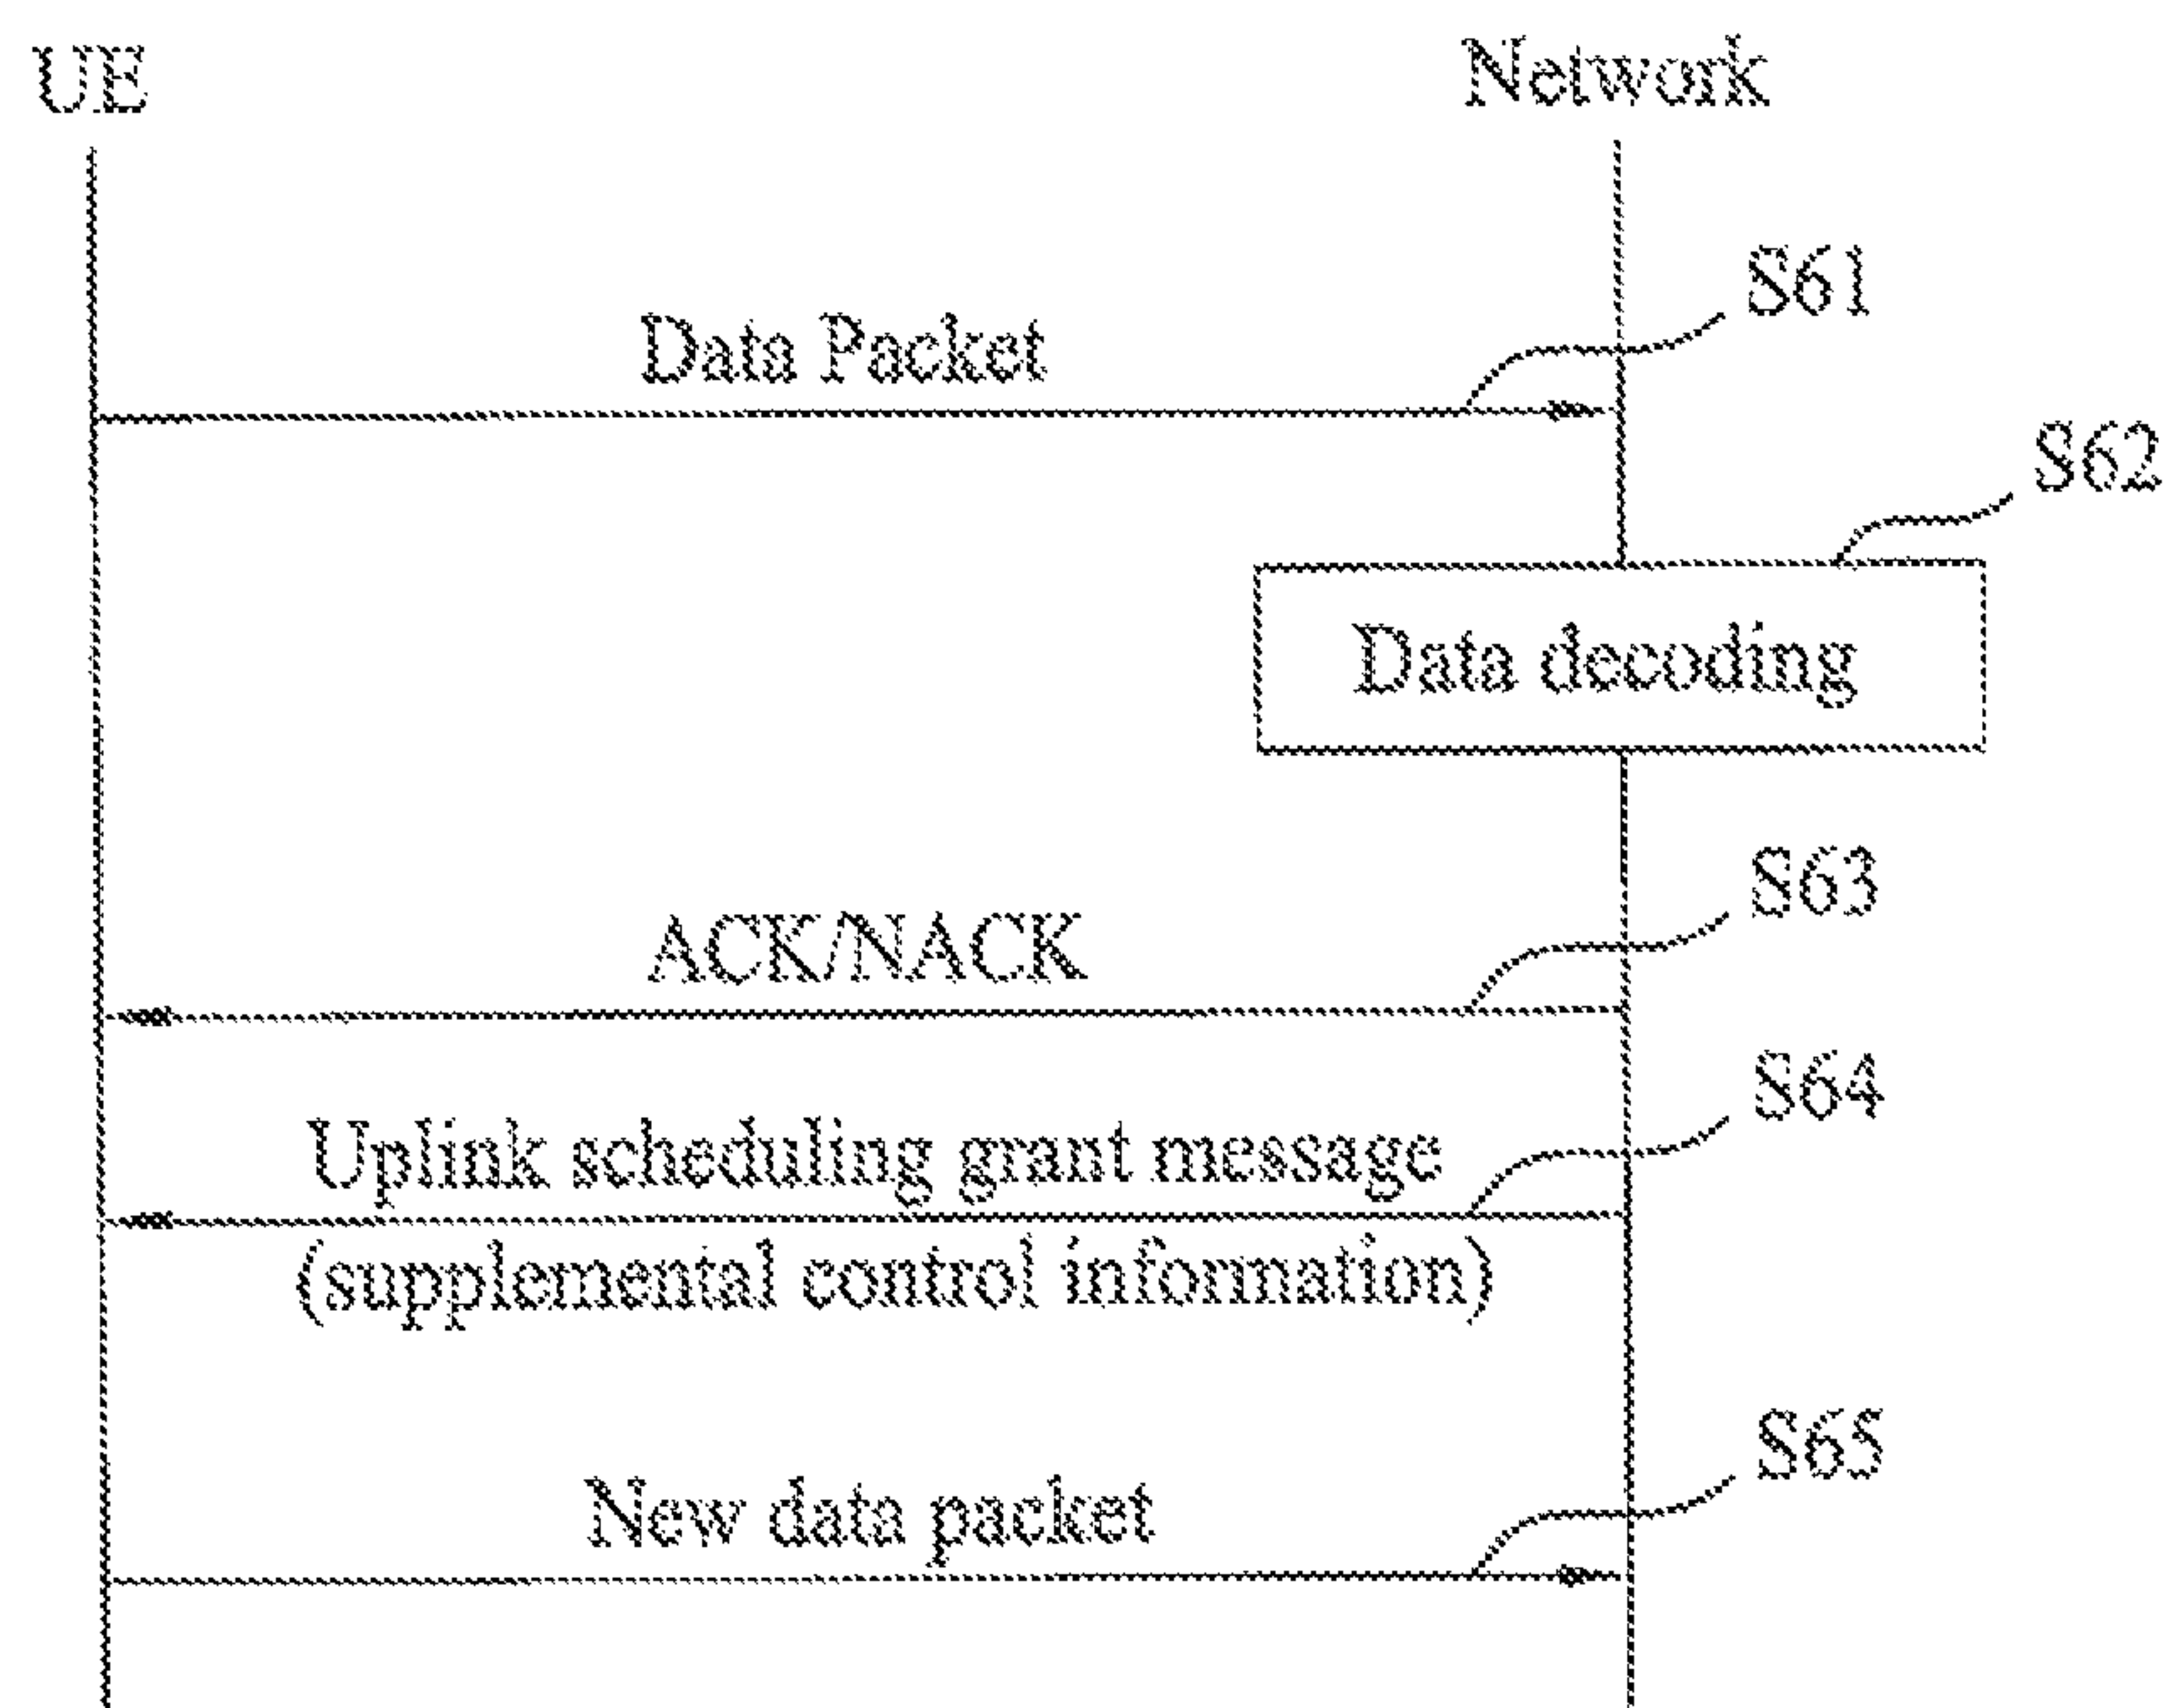 UE
Network
S61
Data Packet
S62
Data decoding
S63
ACK/NACK
S64
Uplink scheduling grant message
(supplemental control information)
S65
New data packet